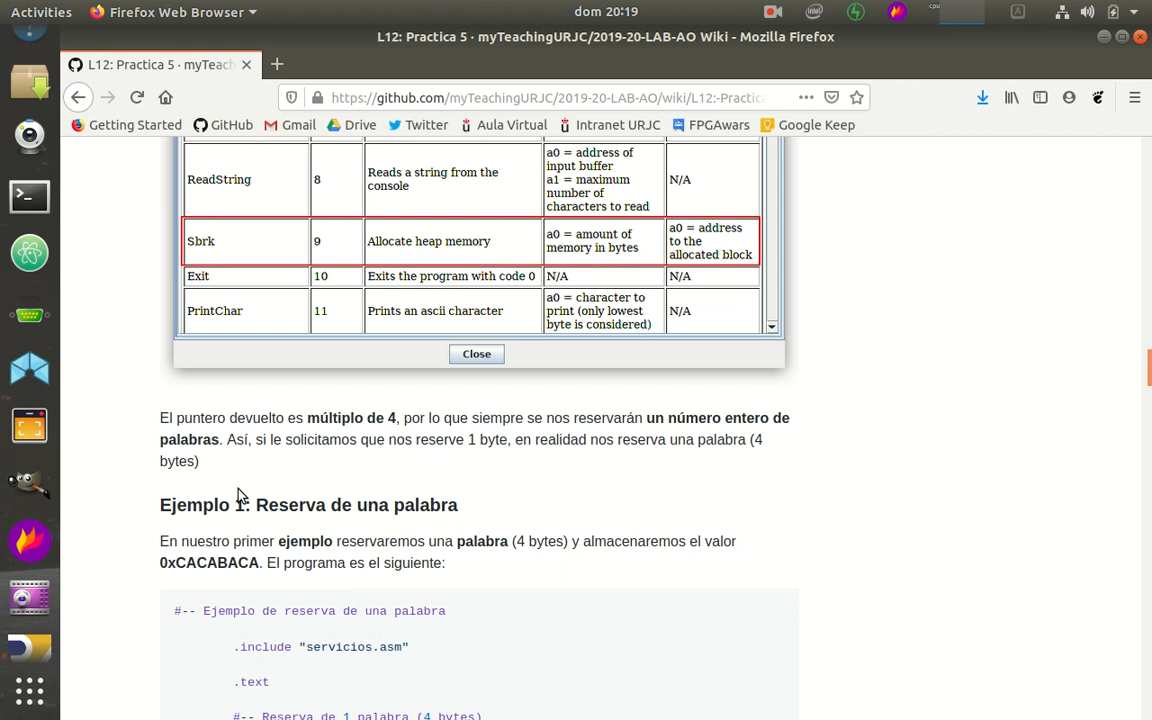 Activities
Firefox Web Browser
dom 20:19
cpu
A
L12: Practica 5 · myTeachingURJC/2019-20-LAB-AO Wiki - Mozilla Firefox
L12: Practica 5 · myTeach
https://github.com/myTeachingURJC/2019-20-LAB-AO/wiki/L12:-Practica
Getting Started
GitHub
Gmail
Drive
Twitter
Aula Virtual
Intranet URJC
FPGAwars
Google Keep
ReadString
8
Reads a string from the
console
a0 = address of
input buffer
a1 = maximum
number of
characters to read
N/A
Sbrk
9
Allocate heap memory
a0 = amount of
memory in bytes
a0 = address
to the
allocated block
Exit
10
Exits the program with code 0
N/A
N/A
PrintChar
11
Prints an ascii character
a0 = character to
print (only lowest
byte is considered)
N/A
Close
El puntero devuelto es múltiplo de 4, por lo que siempre se nos reservarán un número entero de
palabras. Así, si le solicitamos que nos reserve 1 byte, en realidad nos reserva una palabra (4
bytes)
Ejemplo 1: Reserva de una palabra
En nuestro primer ejemplo reservaremos una palabra (4 bytes) y almacenaremos el valor
0xCACABACA. El programa es el siguiente:
#-- Ejemplo de reserva de una palabra
.include "servicios.asm"
.text
#-- Reserva de 1 palabra (4 bytes)